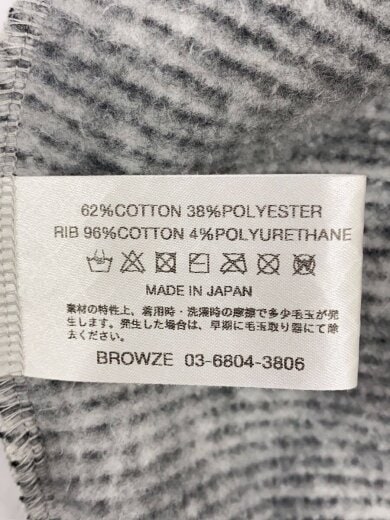 62%COTTON 38%POLYESTER
RIB 96%COTTON 4%POLYURETHANE
MADE IN JAPAN
素材の特性上、着用時・洗濯時の摩擦で多少毛玉が発
生します。発生した場合は、早期に毛玉取り器にて除
去ください。
BROWZE 03-6804-3806